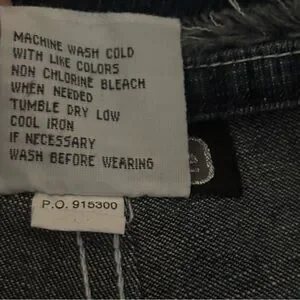 MACHINE WASH COLD
WITH LIKE COLORS
NON CHLORINE BLEACH
WHEN NEEDED
TUMBLE DRY LOW
COOL IRON
IF NECESSARY
WASH BEFORE WEARING
P.O. 915300